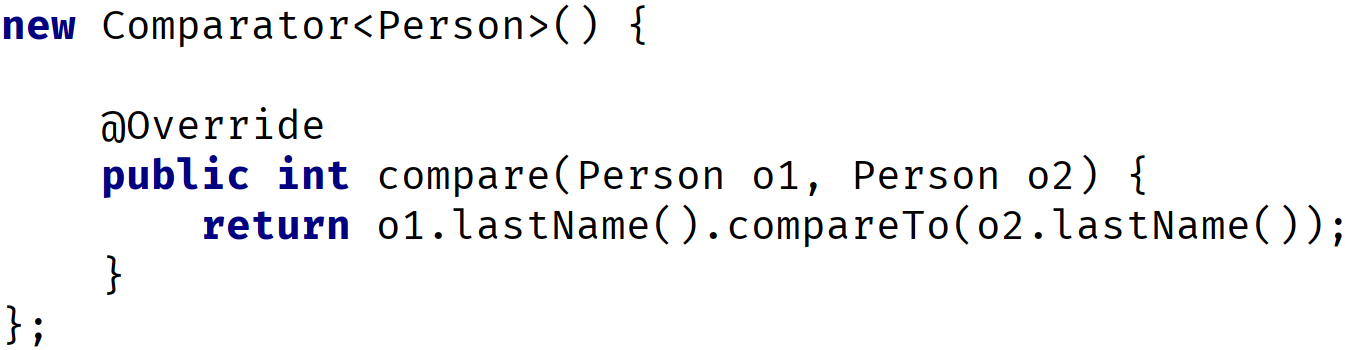 new Comparator<Person>() {

    @Override
    public int compare(Person o1, Person o2) {
        return o1.lastName().compareTo(o2.lastName());
    }
};